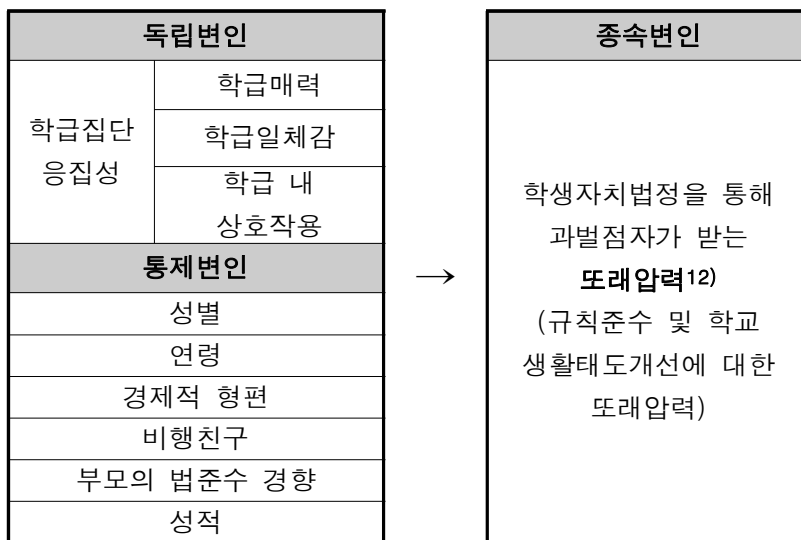 독립변인
학급집단
응집성
학급매력
학급일체감
학급 내
상호작용
통제변인
성별
연령
경제적 형편
비행친구
부모의 법준수 경향
성적
→
종속변인
학생자치법정을 통해
과벌점자가 받는
또래압력12)
(규칙준수 및 학교
생활태도개선에 대한
또래압력)